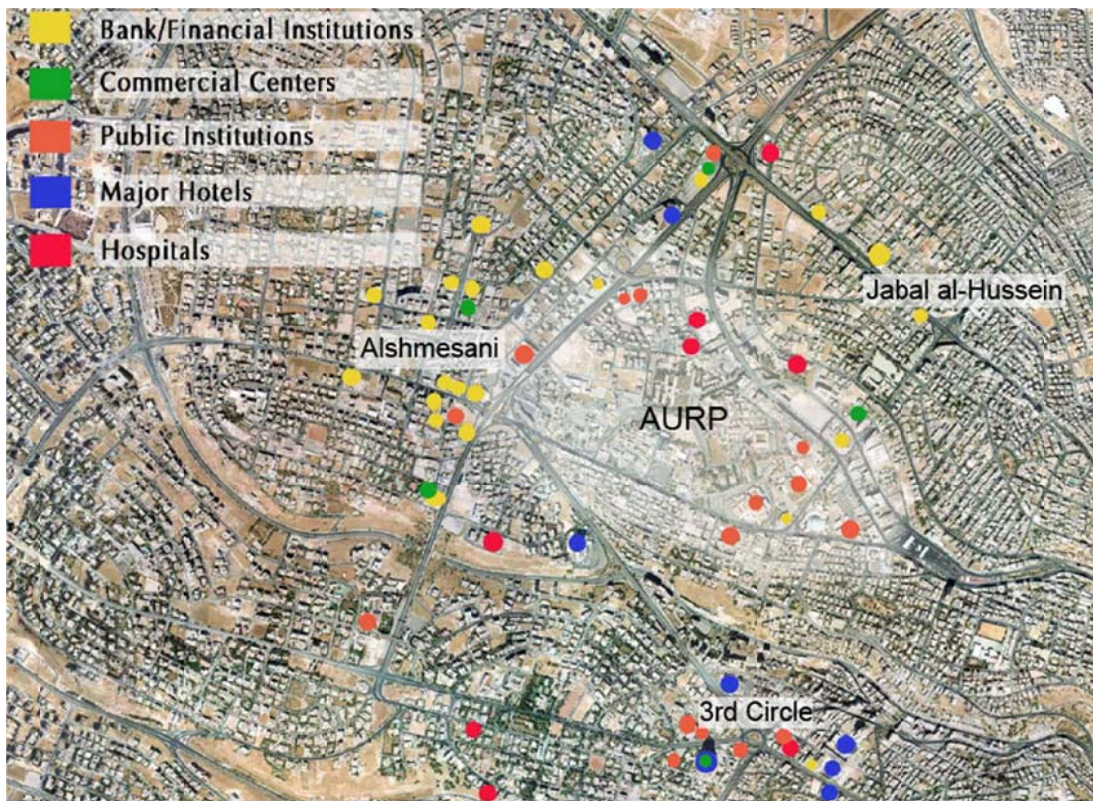 Bank/Financial Institutions
Commercial Centers
Public Institutions
Major Hotels
Hospitals
Jabal al-Hussein
Alshmesani
AURP
3rd Circle